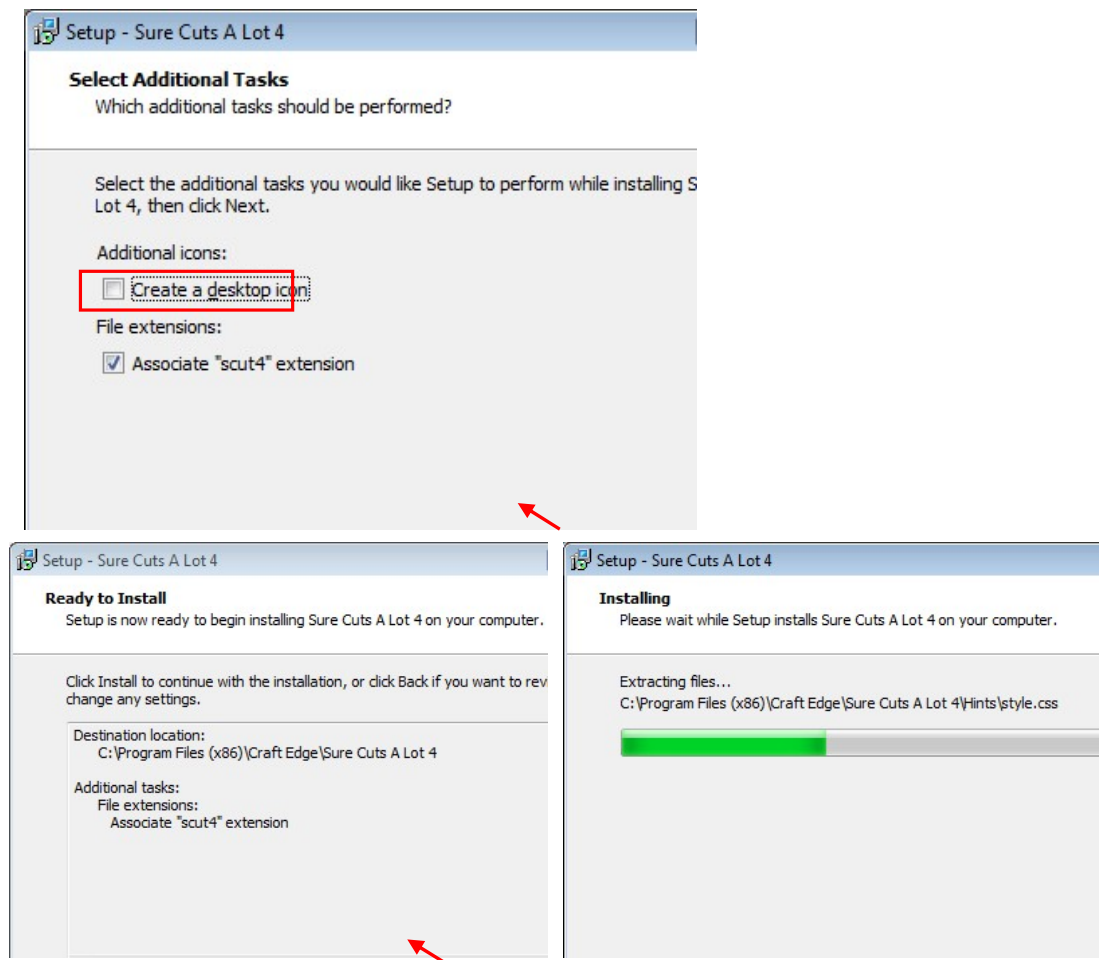 Setup - Sure Cuts A Lot 4
Select Additional Tasks
Which additional tasks should be performed?
Select the additional tasks you would like Setup to perform while installing S
Lot 4, then click Next.
Additional icons:
Create a desktop icon
File extensions:
Associate "scut4" extension
Setup - Sure Cuts A Lot 4
Ready to Install
Setup is now ready to begin installing Sure Cuts A Lot 4 on your computer.
Click Install to continue with the installation, or click Back if you want to rev
change any settings.
Destination location:
C:\Program Files (x86)\Craft Edge\Sure Cuts A Lot 4
Additional tasks:
File extensions:
Associate "scut4" extension
Setup - Sure Cuts A Lot 4
Installing
Please wait while Setup installs Sure Cuts A Lot 4 on your computer.
Extracting files...
C:\Program Files (x86)\Craft Edge\Sure Cuts A Lot 4\Hints\style.css